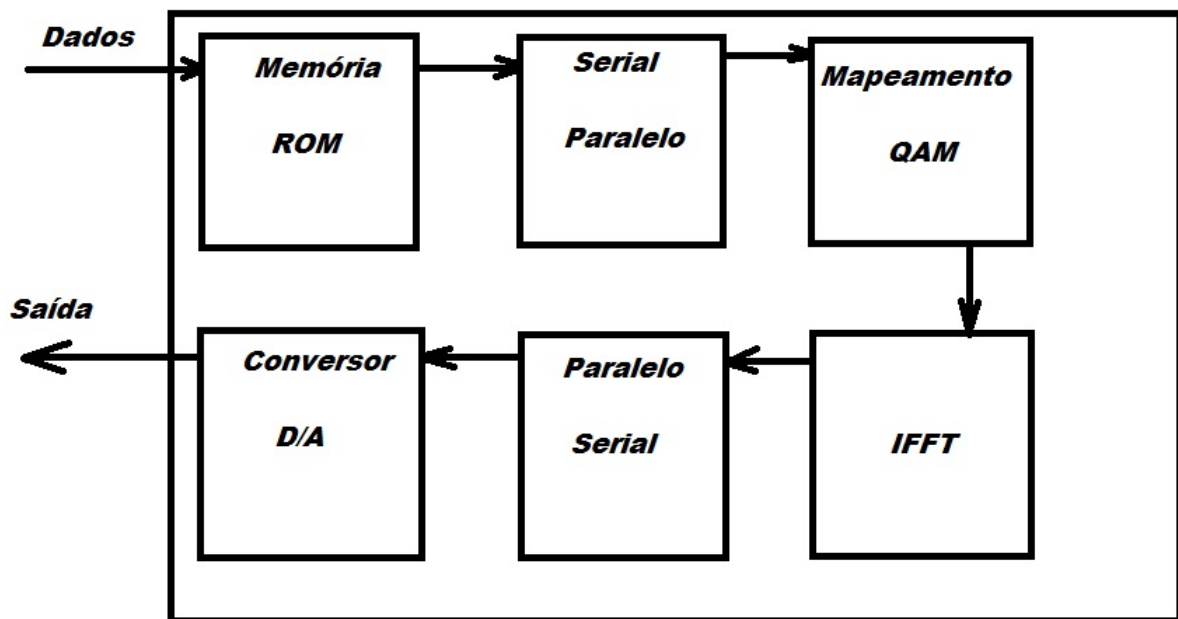 Dados
Memória
ROM
Serial
Paralelo
Mapeamento
QAM
Saída
Conversor
D/A
Paralelo
Serial
IFFT